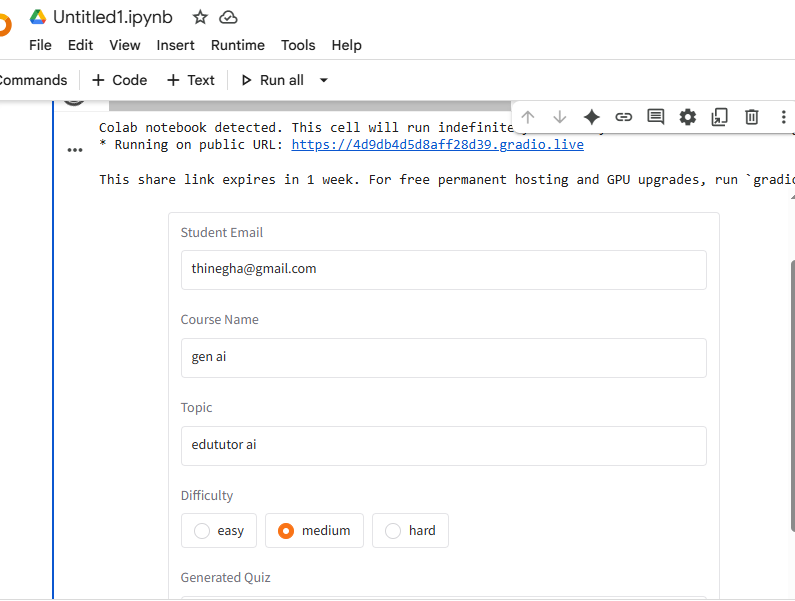 Untitled1.ipynb
File Edit View Insert Runtime Tools Help
ommands + Code + Text Run all
Colab notebook detected. This cell will run indefinite
* Running on public URL: https://4d9db4d5d8aff28d39.gradio.live
This share link expires in 1 week. For free permanent hosting and GPU upgrades, run `gradio
Student Email
thinegha@gmail.com
Course Name
gen ai
Topic
edututor ai
Difficulty
easy medium hard
Generated Quiz